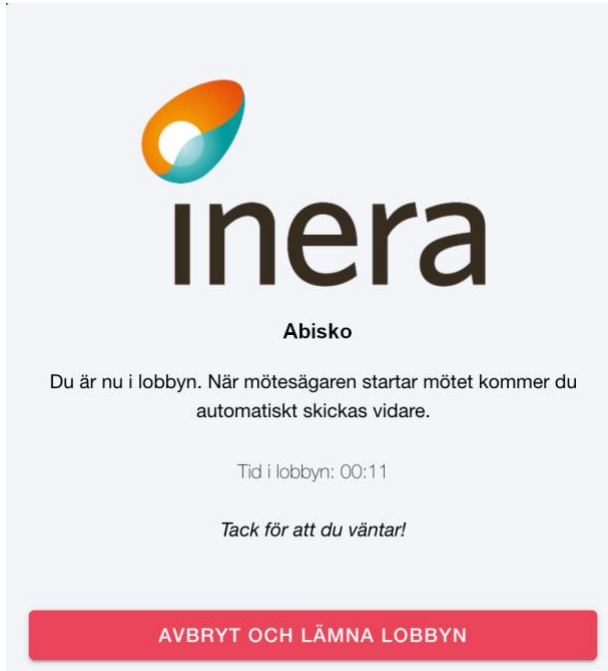 inera
Abisko
Du är nu i lobbyn. När mötesägaren startar mötet kommer du
automatiskt skickas vidare.
Tid i lobbyn: 00:11
Tack för att du väntar!
AVBRYT OCH LÄMNA LOBBYN